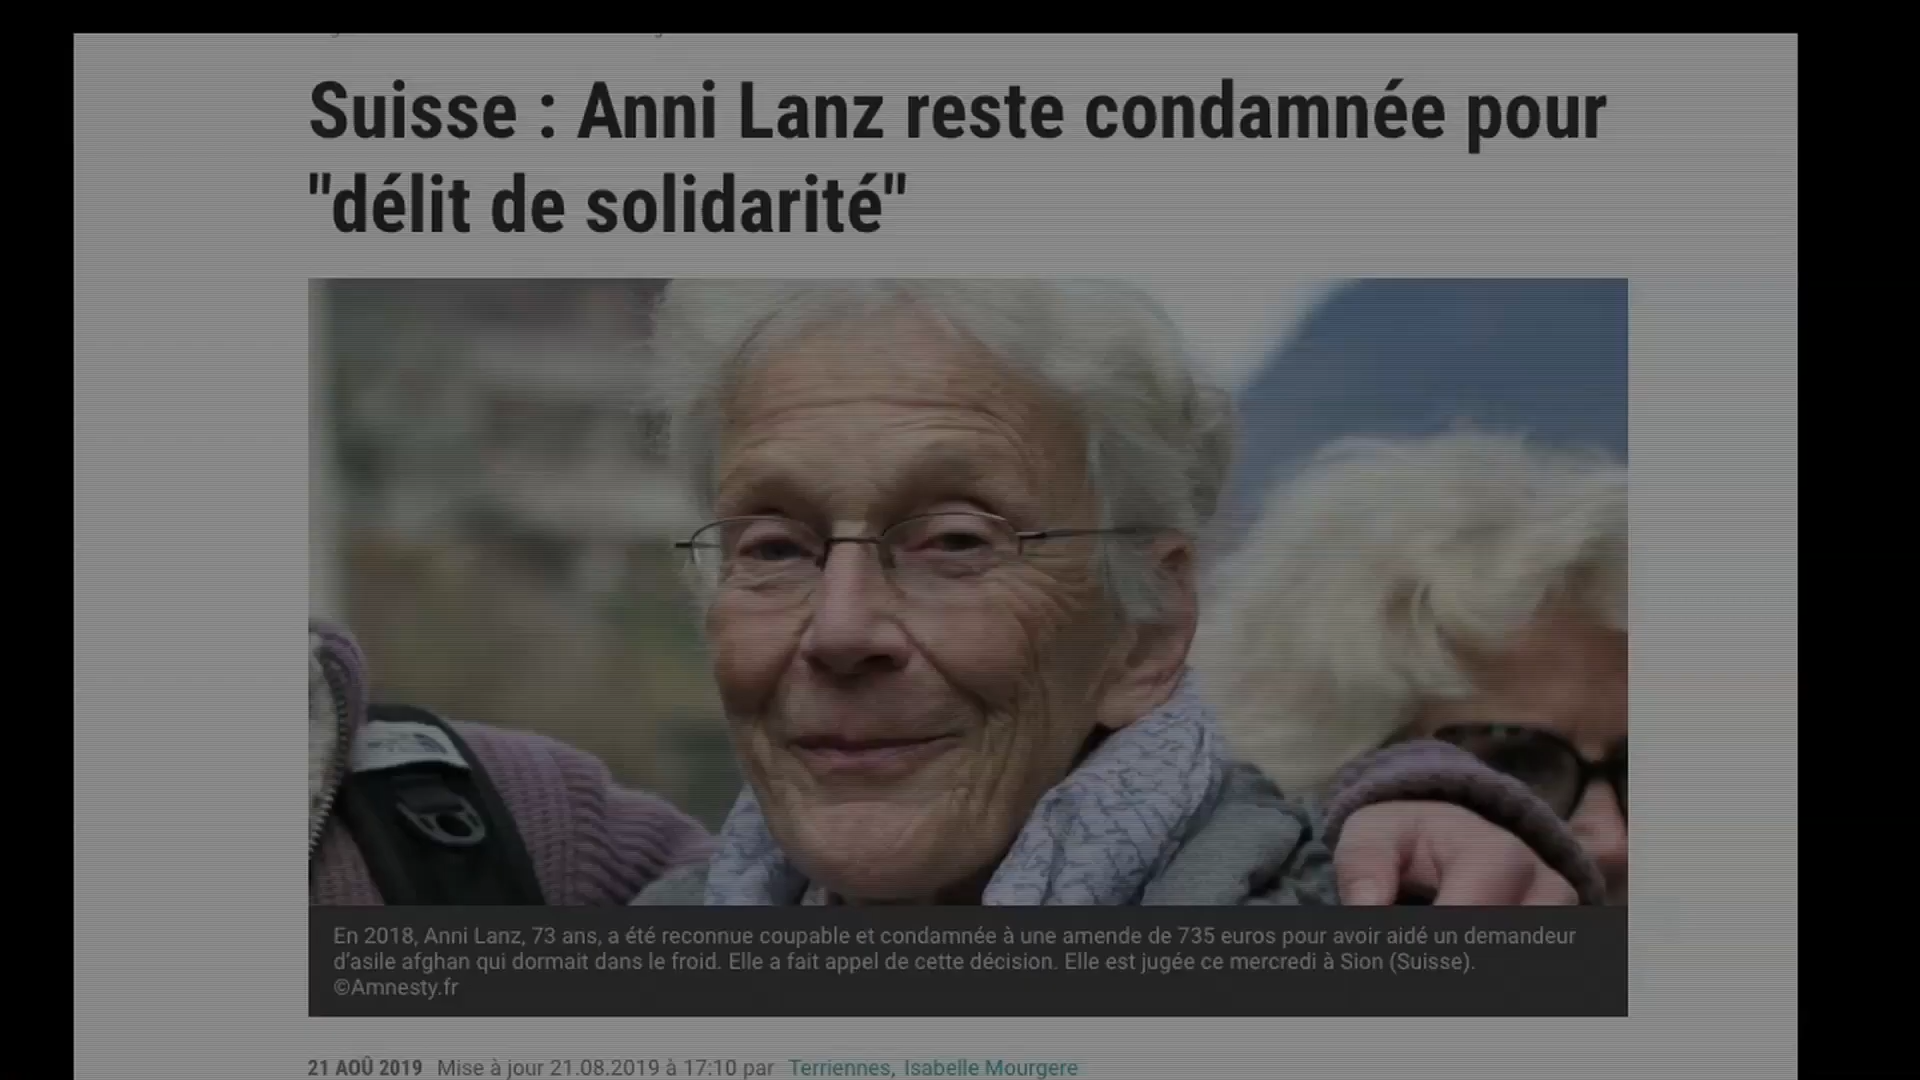 Suisse : Anni Lanz reste condamnée pour
"délit de solidarité"
En 2018, Anni Lanz, 73 ans, a été reconnue coupable et condamnée à une amende de 735 euros pour avoir aidé un demandeur
d'asile afghan qui dormait dans le froid. Elle a fait appel de cette décision. Elle est jugée ce mercredi à Sion (Suisse).
©Amnesty.fr
21 AOÛ 2019 Mise à jour 21.08.2019 à 17:10 par Terriennes, Isabelle Mourgere